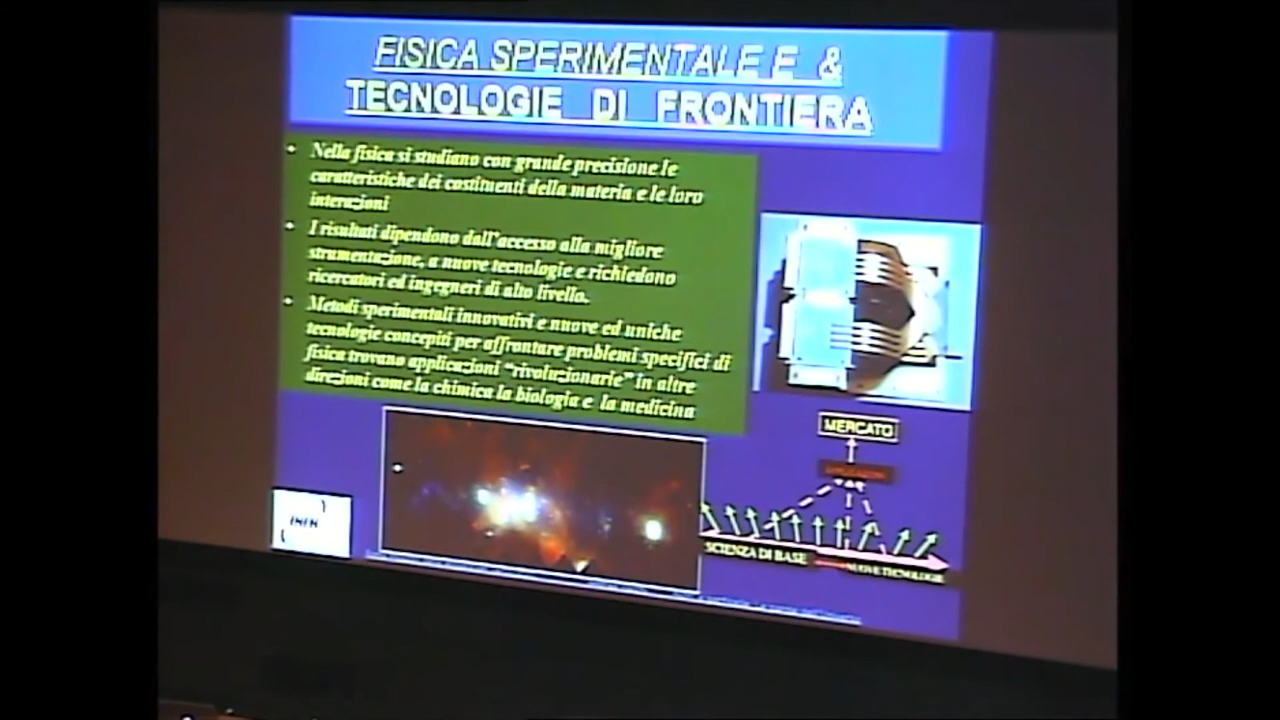 FISICA SPERIMENTALE E &
TECNOLOGIE DI FRONTIERA
• Nella fisica si studiano con grande precisione le
caratteristiche dei costituenti della materia e le loro
interazioni
• I risultati dipendono dall'accesso alla migliore
strumentazione, a nuove tecnologie e richiedono
ricercatori ed ingegneri di alto livello.
• Metodi sperimentali innovativi e nuove ed uniche
tecnologie concepiti per affrontare problemi specifici di
fisica trovano applicazioni "rivoluzionarie" in altre
direzioni come la chimica la biologia e la medicina
MERCATO
SCIENZA DI BASE
NUOVE TECNOLOGIE
INFN